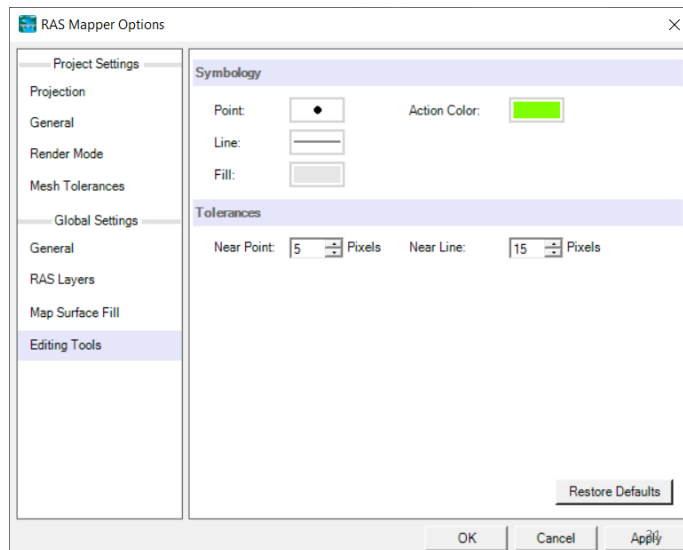 RAS Mapper Options
Project Settings
Projection
General
Render Mode
Mesh Tolerances
Global Settings
General
RAS Layers
Map Surface Fill
Editing Tools
Symbology
Point: Action Color:
Line:
Fill:
Tolerances
Near Point: 5 Pixels Near Line: 15 Pixels
Restore Defaults
OK Cancel Apply